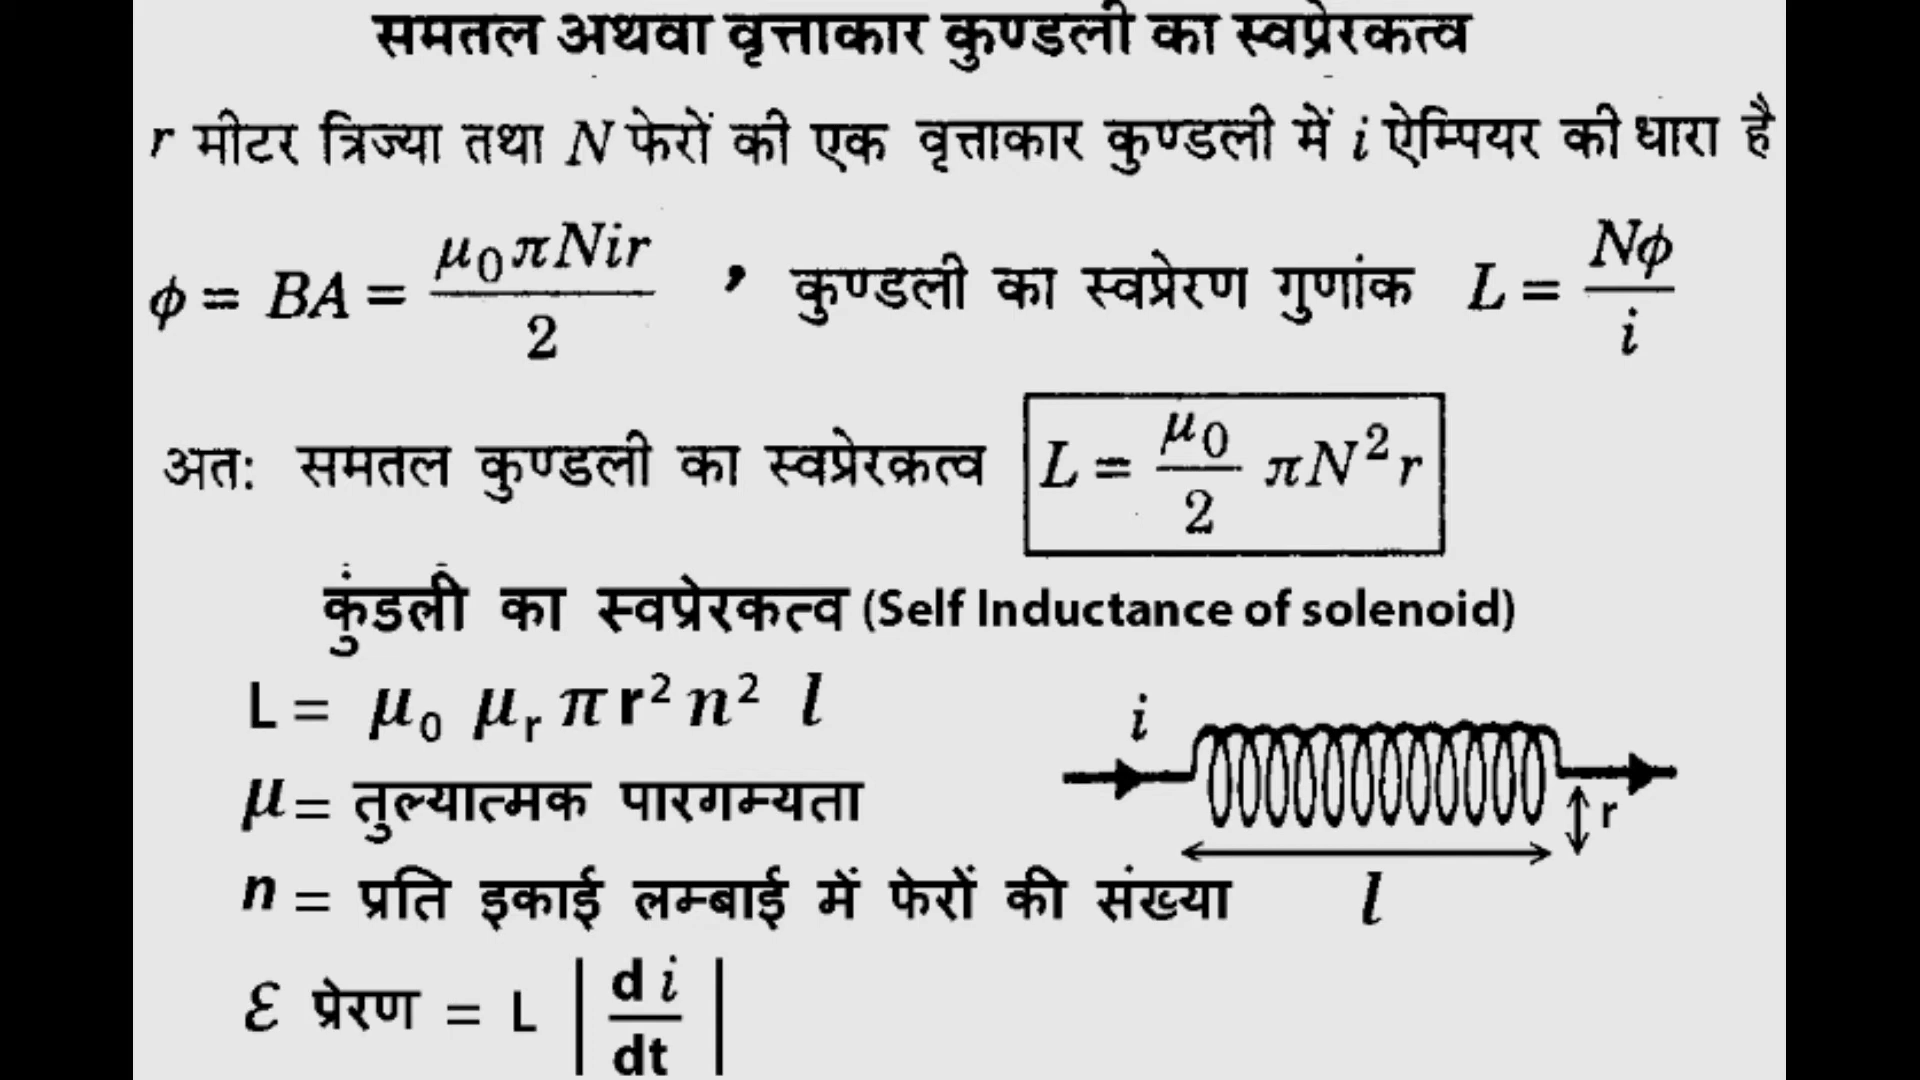 समतल अथवा वृत्ताकार कुण्डली का स्वप्रेरकत्व
r मीटर त्रिज्या तथा N फेरों की एक वृत्ताकार कुण्डली में i ऐम्पियर की धारा है
ϕ = BA = μ₀πNir / 2 , कुण्डली का स्वप्रेरण गुणांक L = Nϕ / i
अतः समतल कुण्डली का स्वप्रेरक्रत्व L = μ₀/2 πN²r
कुंडली का स्वप्रेरकत्व (Self Inductance of solenoid)
L = μ₀ μᵣ π r² n² l
μ = तुल्यात्मक पारगम्यता
i
r
n = प्रति इकाई लम्बाई में फेरों की संख्या
l
ℰ प्रेरण = L | di/dt |